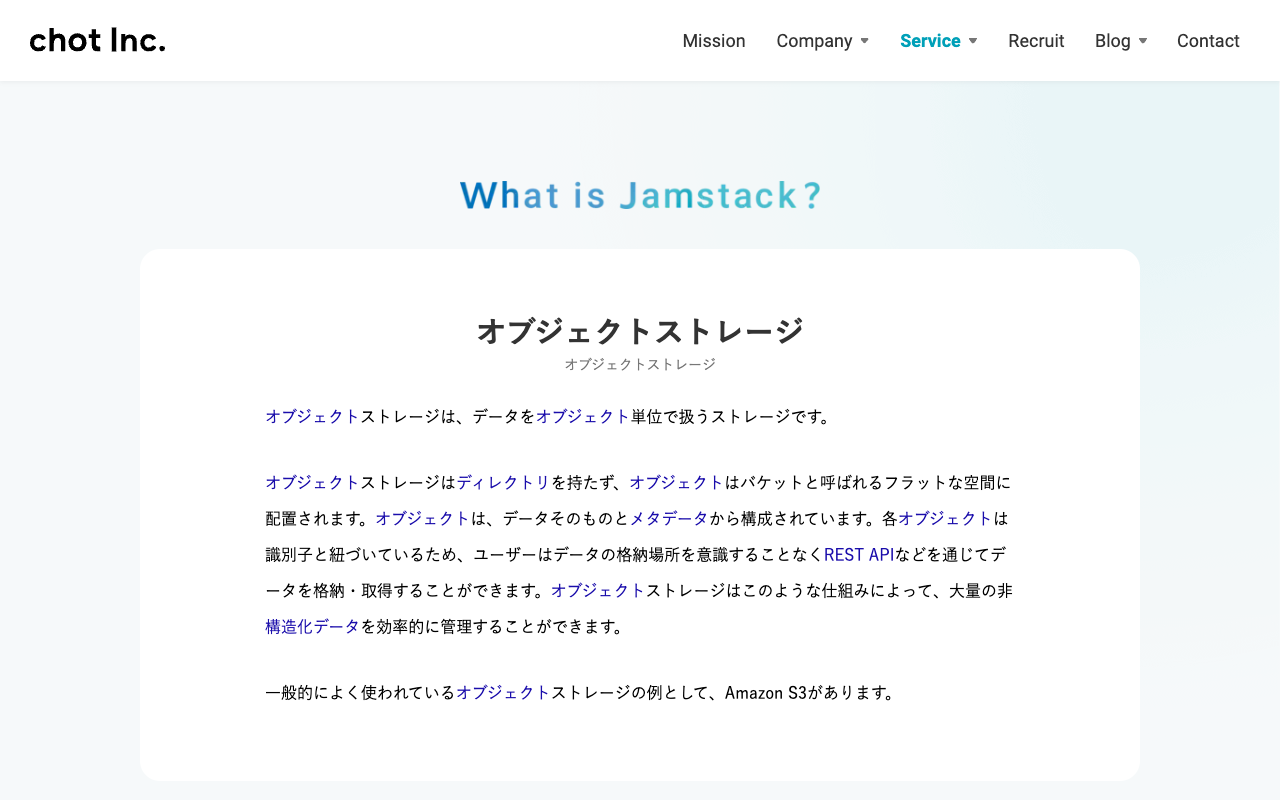 chot Inc.
Mission Company Service Recruit Blog Contact
What is Jamstack?
オブジェクトストレージ
オブジェクトストレージ
オブジェクトストレージは、データをオブジェクト単位で扱うストレージです。
オブジェクトストレージはディレクトリを持たず、オブジェクトはバケットと呼ばれるフラットな空間に
配置されます。オブジェクトは、データそのものとメタデータから構成されています。各オブジェクトは
識別子と紐づいているため、ユーザーはデータの格納場所を意識することなくREST APIなどを通じてデ
ータを格納・取得することができます。オブジェクトストレージはこのような仕組みによって、大量の非
構造化データを効率的に管理することができます。
一般的によく使われているオブジェクトストレージの例として、Amazon S3があります。